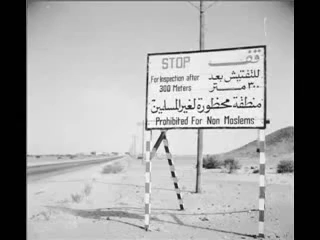 STOP
قف
For Inspection after
300 Meters
للتفتيش بعد
٣٠٠ متر
منطقة محظورة لغير المسلمين
Prohibited For Non Moslems